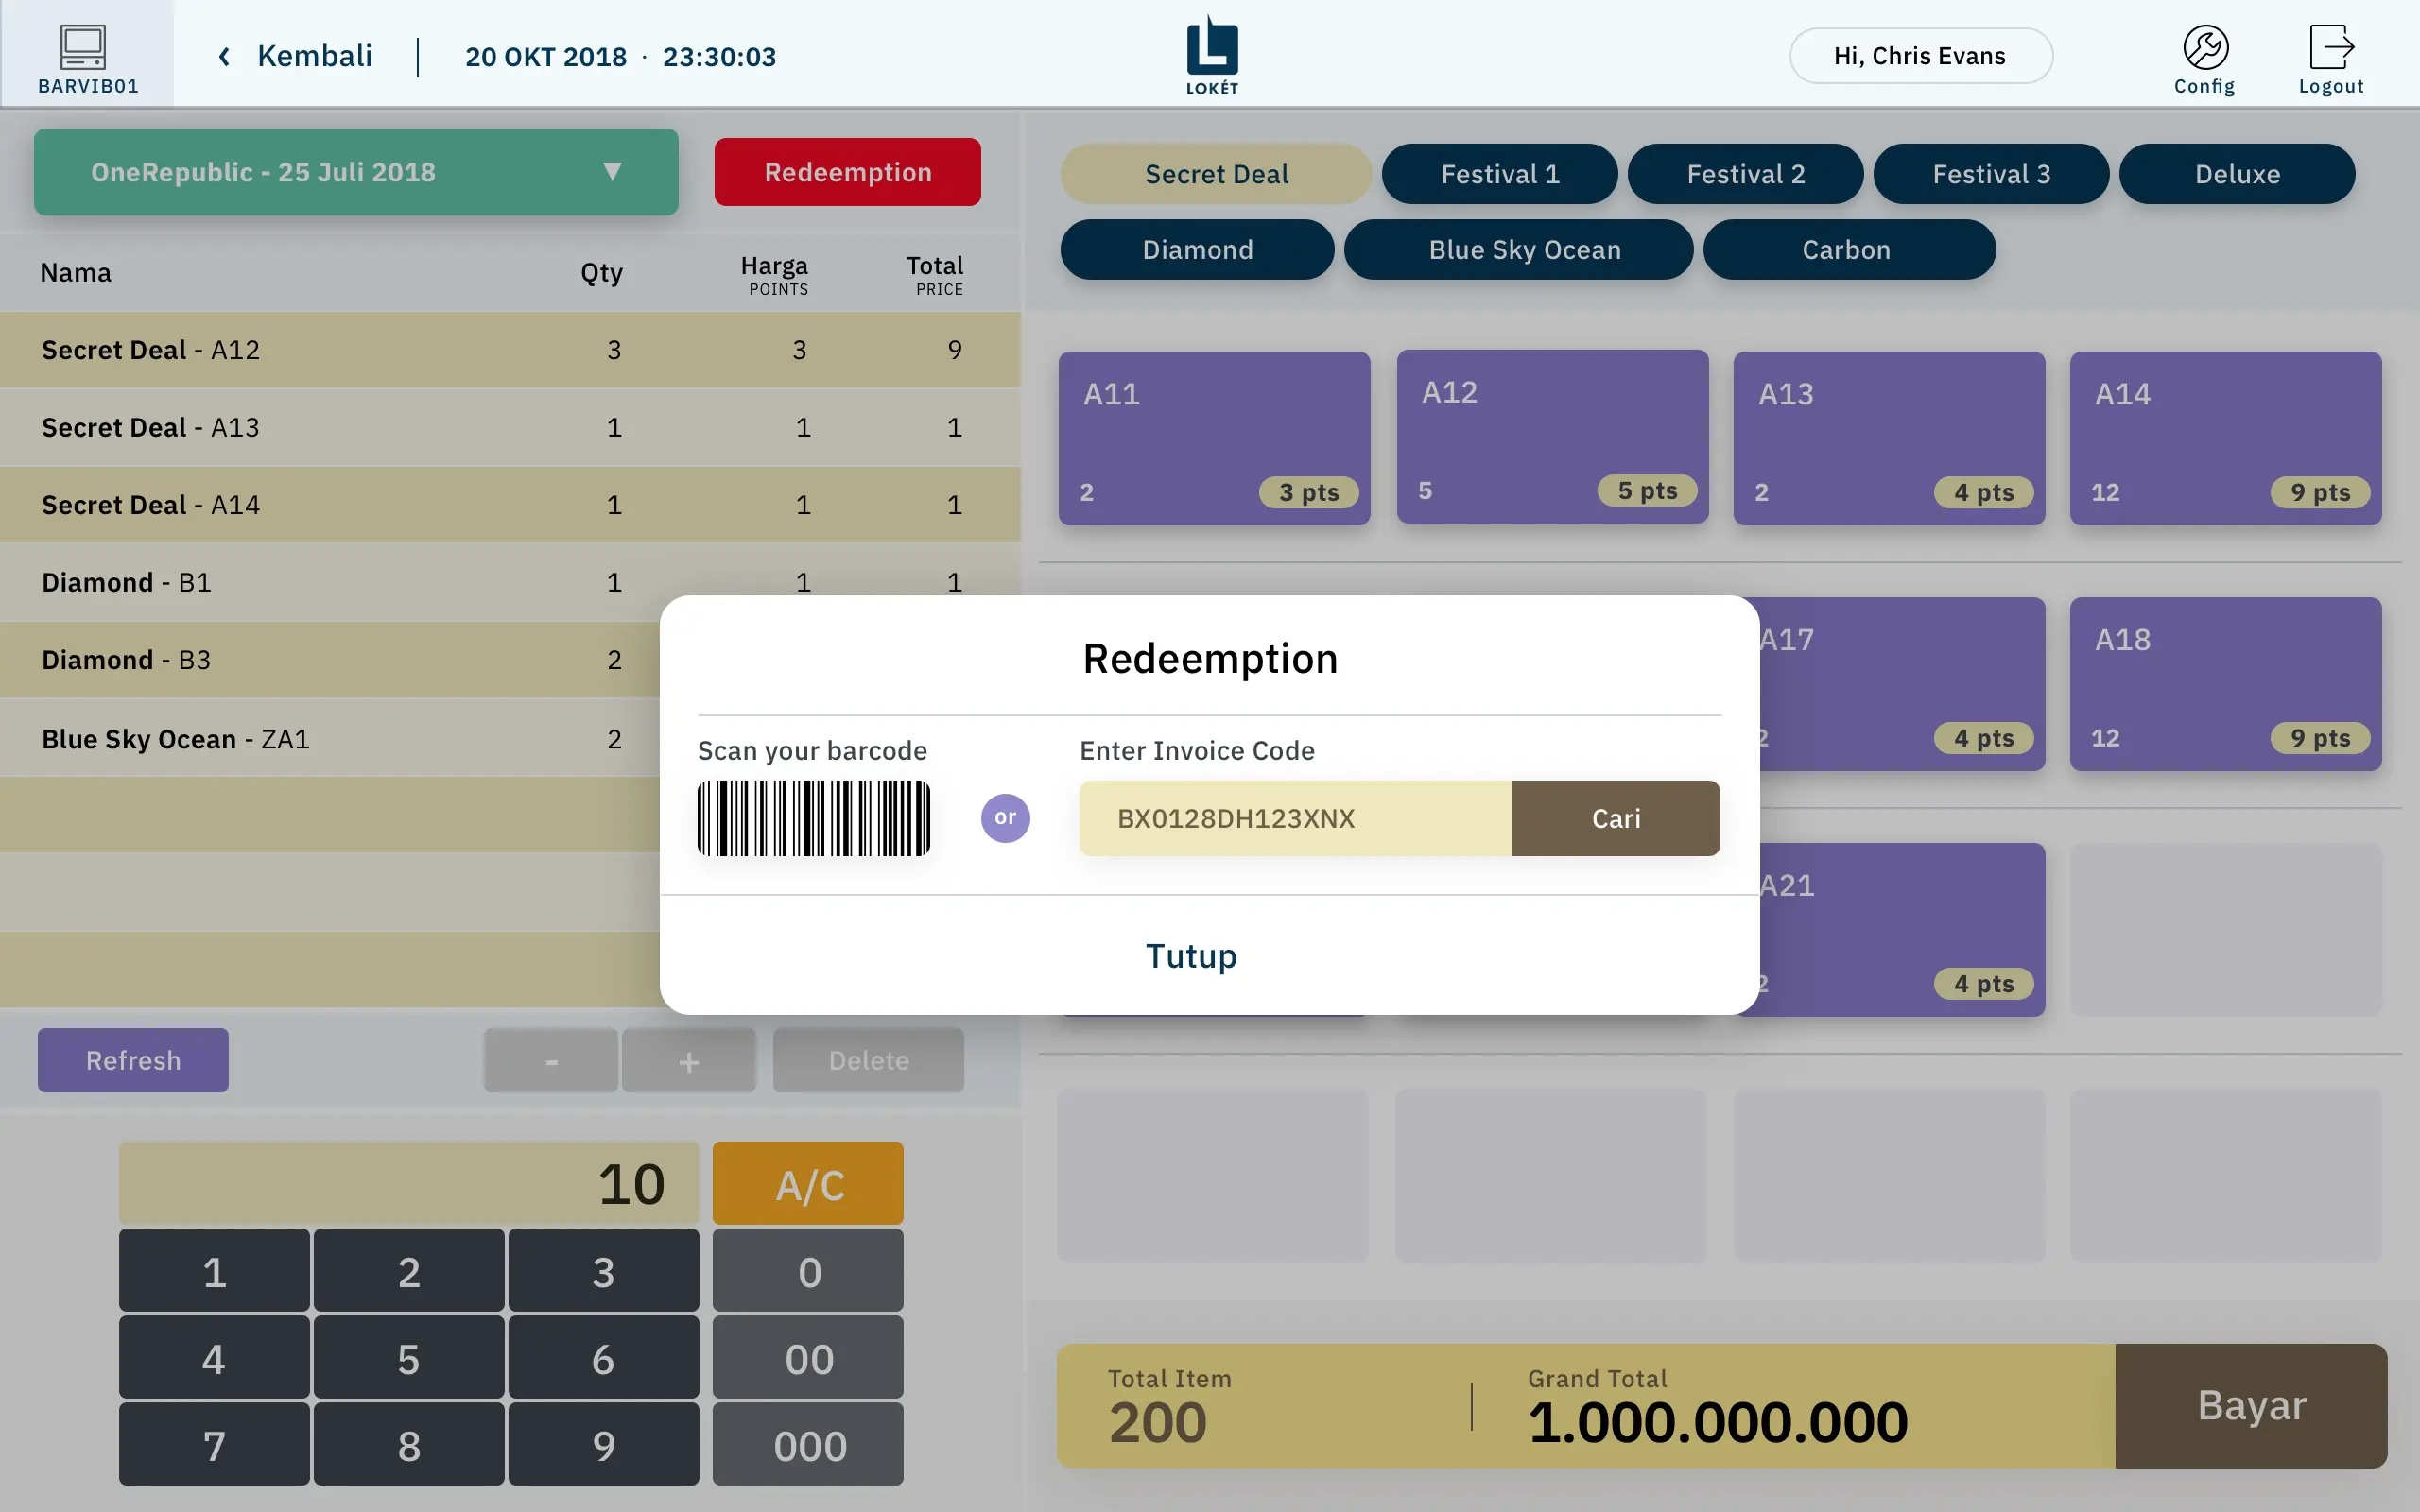 BARVIB01
‹ Kembali
20 OKT 2018 · 23:30:03
LOKÉT
Hi, Chris Evans
Config
Logout
OneRepublic - 25 Juli 2018 ▼
Redeemption
Nama Qty Harga Total
POINTS PRICE
Secret Deal - A12 3 3 9
Secret Deal - A13 1 1 1
Secret Deal - A14 1 1 1
Diamond - B1 1 1 1
Diamond - B3 2
Blue Sky Ocean - ZA1 2
Refresh - + Delete
10 A/C
1 2 3 0
4 5 6 00
7 8 9 000
Secret Deal Festival 1 Festival 2 Festival 3 Deluxe
Diamond Blue Sky Ocean Carbon
A11 A12 A13 A14
2 3 pts 5 5 pts 2 4 pts 12 9 pts
A17 A18
2 4 pts 12 9 pts
A21
2 4 pts
Redeemption
Scan your barcode
or
Enter Invoice Code
BX0128DH123XNX Cari
Tutup
Total Item Grand Total
200 1.000.000.000
Bayar